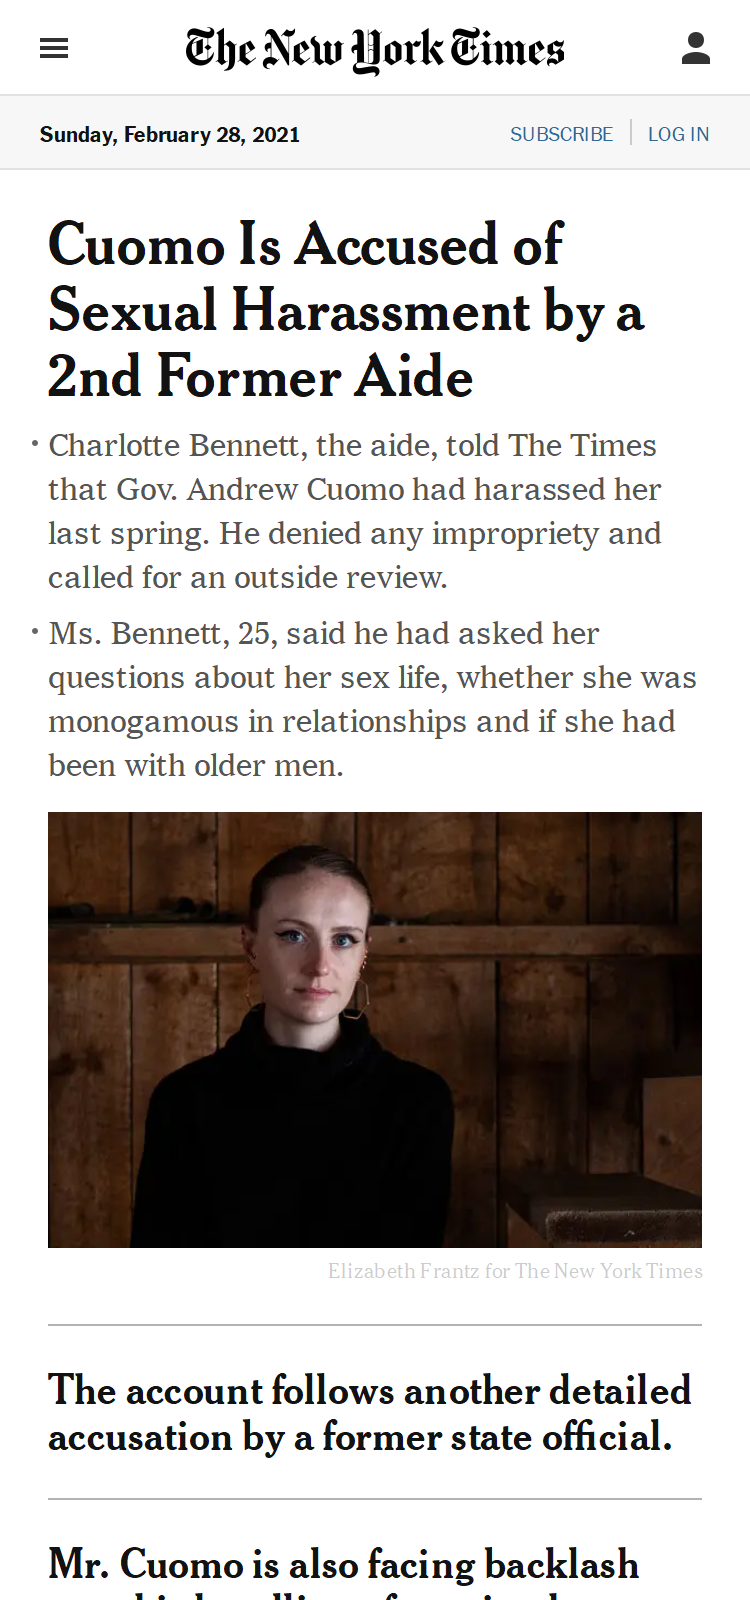 The New York Times
Sunday, February 28, 2021
SUBSCRIBE
LOG IN
Cuomo Is Accused of
Sexual Harassment by a
2nd Former Aide
• Charlotte Bennett, the aide, told The Times
that Gov. Andrew Cuomo had harassed her
last spring. He denied any impropriety and
called for an outside review.
• Ms. Bennett, 25, said he had asked her
questions about her sex life, whether she was
monogamous in relationships and if she had
been with older men.
Elizabeth Frantz for The New York Times
The account follows another detailed
accusation by a former state official.
Mr. Cuomo is also facing backlash